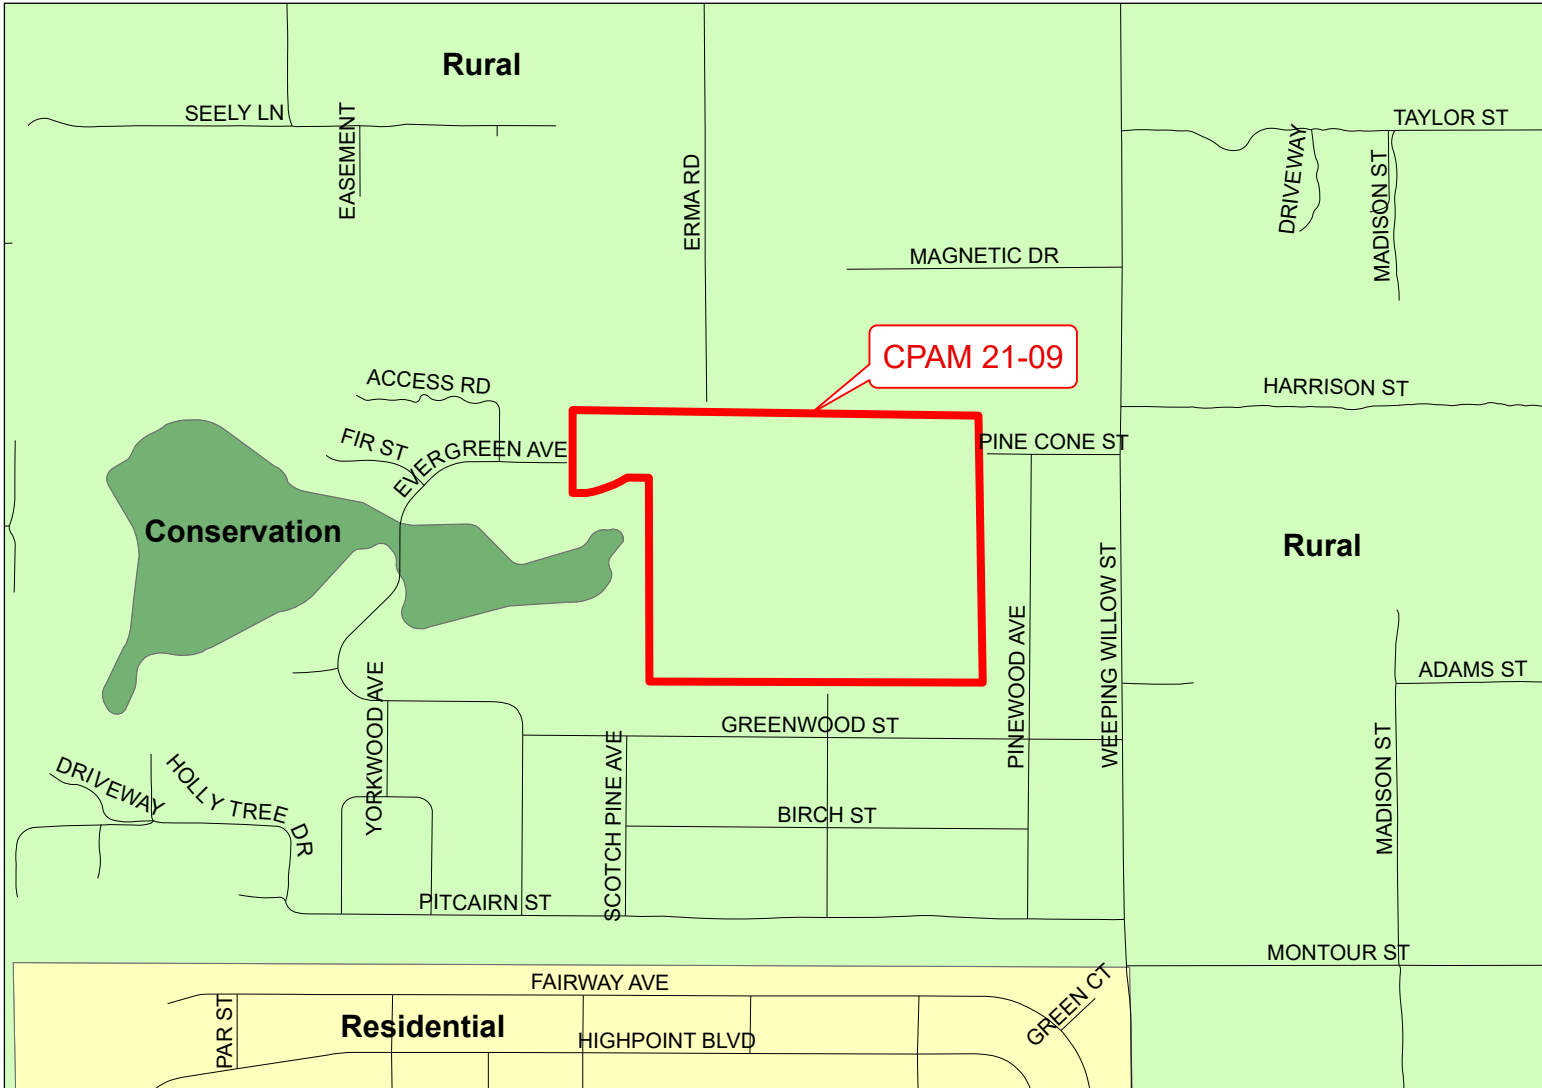 Rural
SEELY LN
EASEMENT
ERMA RD
TAYLOR ST
DRIVEWAY
MADISON ST
MAGNETIC DR
CPAM 21-09
ACCESS RD
HARRISON ST
FIR ST
EVERGREEN AVE
PINE CONE ST
Conservation
Rural
WEEPING WILLOW ST
PINEWOOD AVE
ADAMS ST
YORKWOOD AVE
GREENWOOD ST
SCOTCH PINE AVE
MADISON ST
DRIVEWAY
HOLLY TREE DR
BIRCH ST
PITCAIRN ST
MONTOUR ST
FAIRWAY AVE
GREEN CT
PAR ST
Residential
HIGHPOINT BLVD